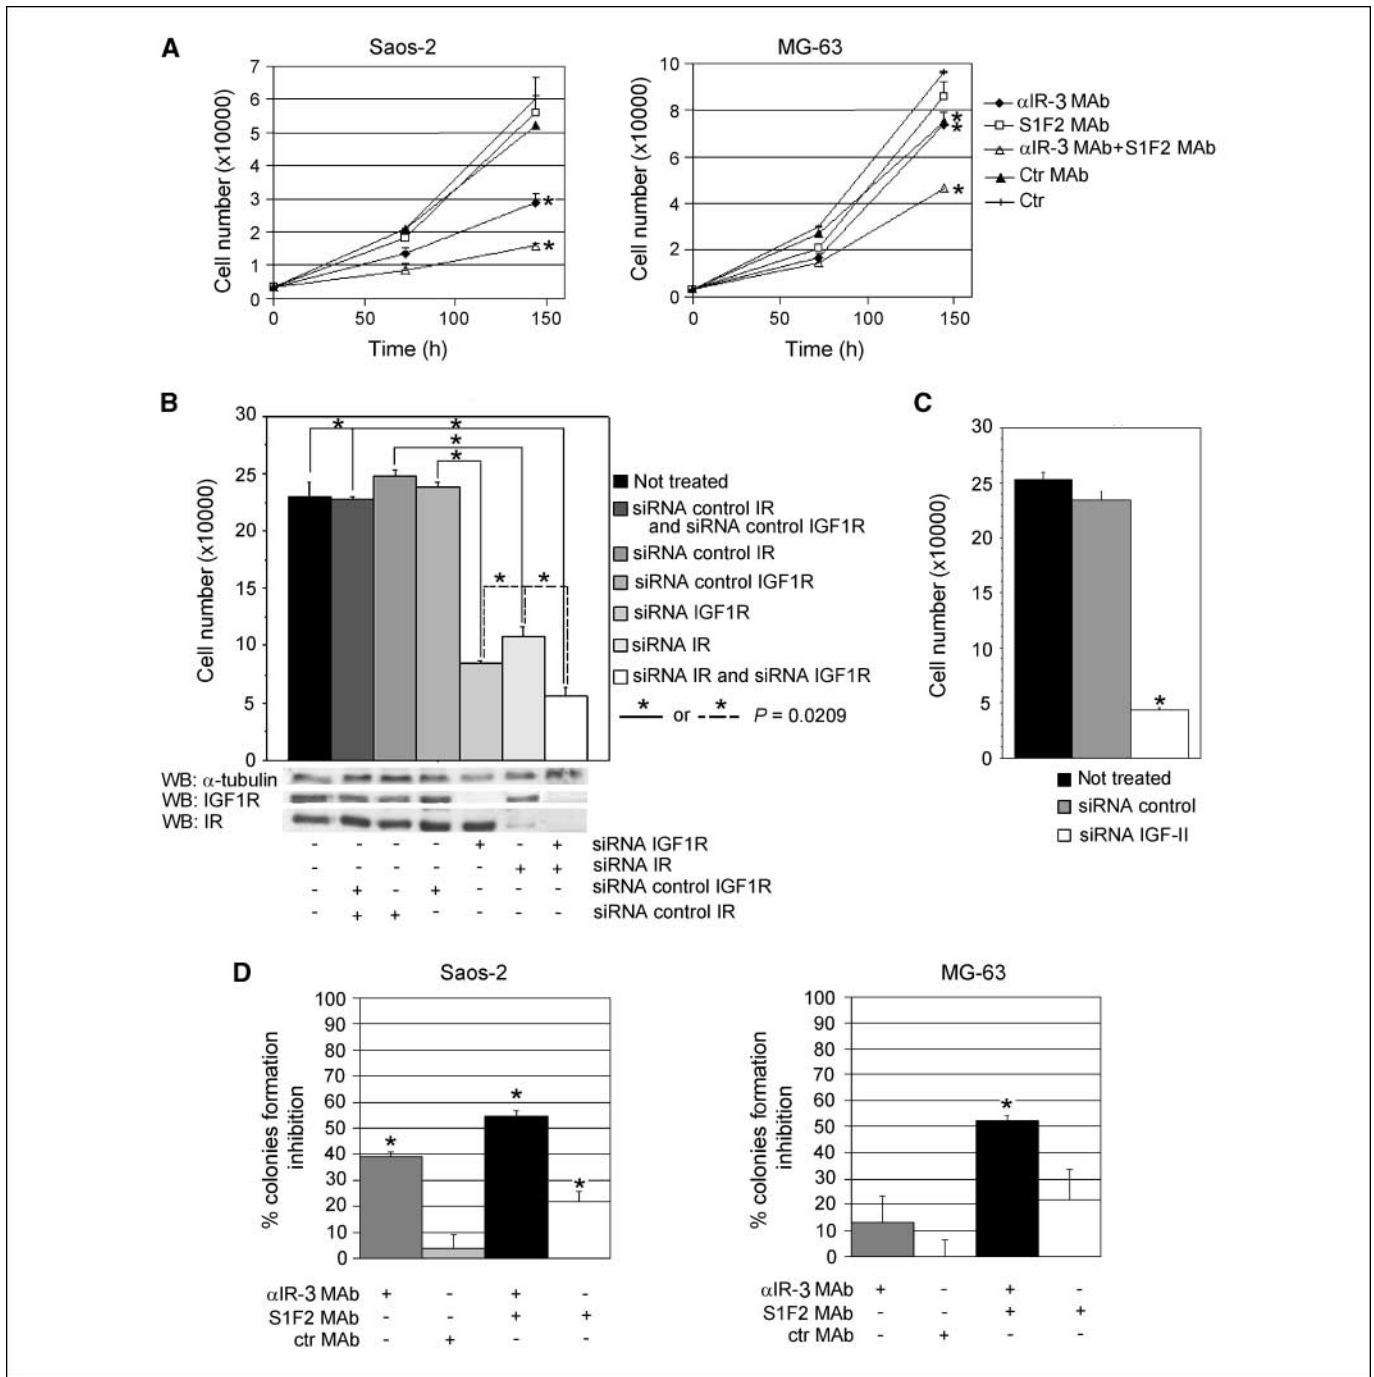 A
Saos-2
MG-63
Cell number (x10000)
7
6
5
4
3
2
1
0
0 50 100 150
Time (h)
*
*
Cell number (x10000)
10
8
6
4
2
0
0 50 100 150
Time (h)
*
*
*
αIR-3 MAb
S1F2 MAb
αIR-3 MAb+S1F2 MAb
Ctr MAb
Ctr
B
Cell number (x10000)
30
25
20
15
10
5
0
* *
*
*
* *
Not treated
siRNA control IR
and siRNA control IGF1R
siRNA control IR
siRNA control IGF1R
siRNA IGF1R
siRNA IR
siRNA IR and siRNA IGF1R
* or * P = 0.0209
WB: α-tubulin
WB: IGF1R
WB: IR
- - - - + - + siRNA IGF1R
- - - - - + + siRNA IR
- + - + - - - siRNA control IGF1R
- + + - - - - siRNA control IR
C
Cell number (x10000)
30
25
20
15
10
5
0
*
Not treated
siRNA control
siRNA IGF-II
D
Saos-2
% colonies formation
inhibition
100
90
80
70
60
50
40
30
20
10
0
* * *
αIR-3 MAb + - + -
S1F2 MAb - - + +
ctr MAb - + - -
MG-63
% colonies formation
inhibition
100
90
80
70
60
50
40
30
20
10
0
*
αIR-3 MAb + - + -
S1F2 MAb - - + +
ctr MAb - + - -